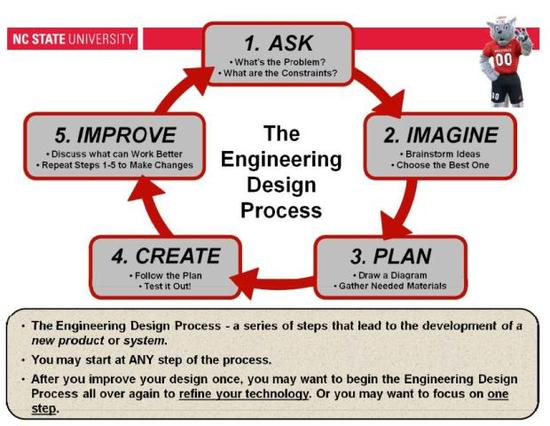 NC STATE UNIVERSITY
1. ASK
• What's the Problem?
• What are the Constraints?
00
5. IMPROVE
• Discuss what can Work Better
• Repeat Steps 1-5 to Make Changes
The
Engineering
Design
Process
2. IMAGINE
• Brainstorm Ideas
• Choose the Best One
4. CREATE
• Follow the Plan
• Test it Out!
3. PLAN
• Draw a Diagram
• Gather Needed Materials
• The Engineering Design Process - a series of steps that lead to the development of a
new product or system.
• You may start at ANY step of the process.
• After you improve your design once, you may want to begin the Engineering Design
Process all over again to refine your technology. Or you may want to focus on one
step.